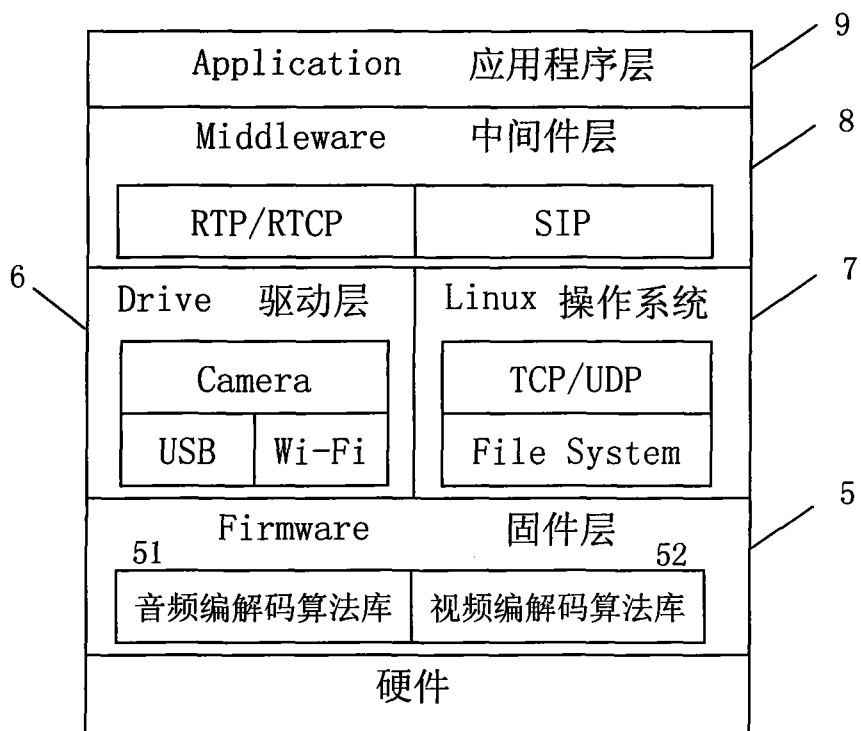 9
Application 应用程序层
8
Middleware 中间件层
RTP/RTCP SIP
6
7
Drive 驱动层
Linux 操作系统
Camera
TCP/UDP
USB Wi-Fi
File System
5
Firmware 固件层
51
52
音频编解码算法库 视频编解码算法库
硬件